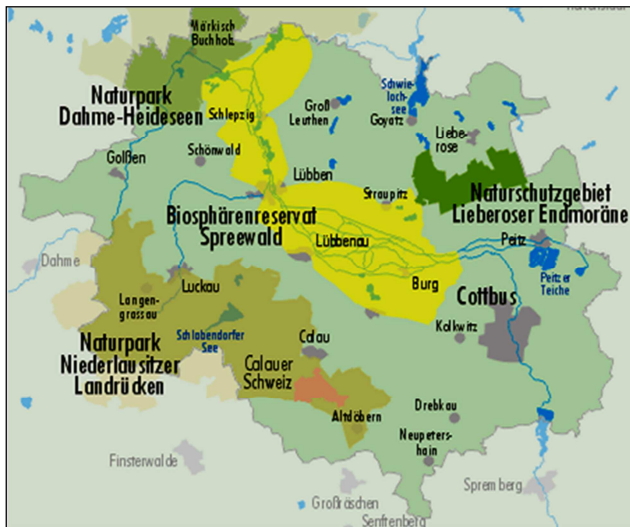 Märkisch
Buchholz
Naturpark
Dahme-Heideseen
Schlepzig
Groß
Leuthen
Schwie-
lochsee
Goyatz
Liebe-
rose
Golßen
Schönwald
Lübben
Straupitz
Naturschutzgebiet
Lieberoser Endmoräne
Biosphärenreservat
Spreewald
Lübbenau
Peitz
Peitzer
Teiche
Dahme
Luckau
Burg
Cottbus
Langen-
grassau
Schlabendorfer
See
Calau
Kolkwitz
Naturpark
Niederlausitzer
Landrücken
Calauer
Schweiz
Altdöbern
Drebkau
Neupeters-
hain
Finsterwalde
Großräschen
Spremberg
Senftenberg